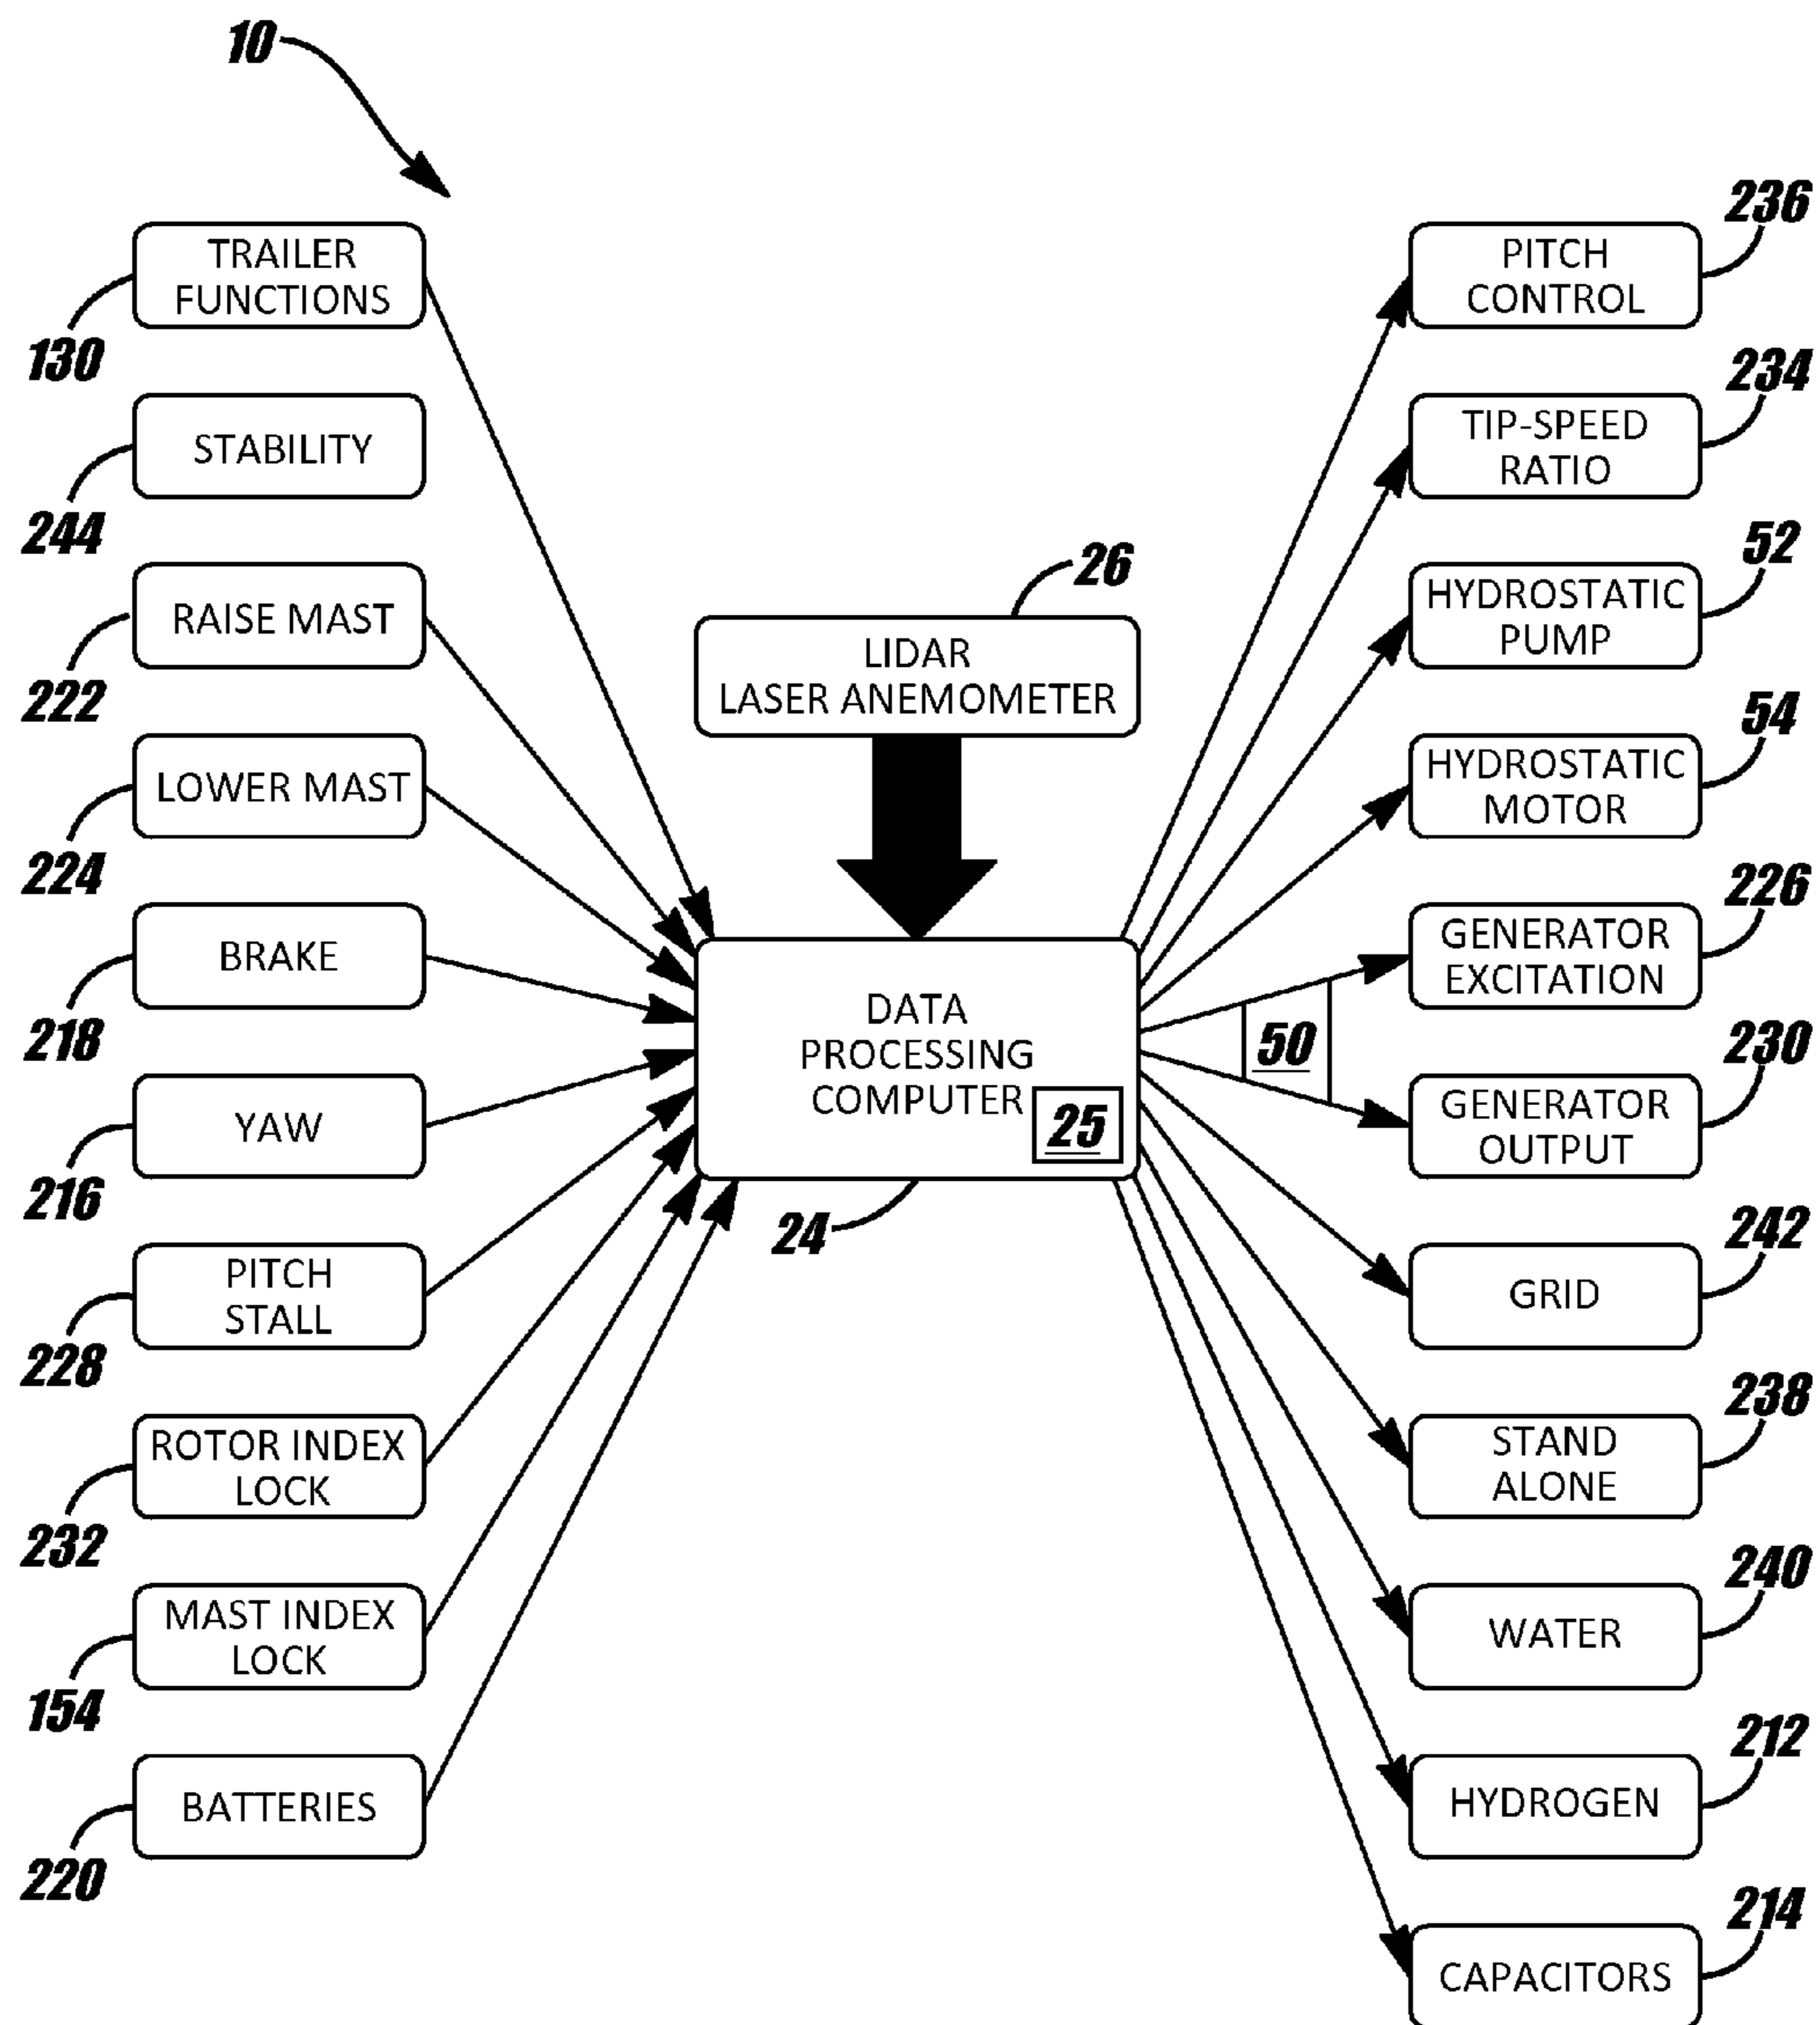 10
TRAILER
FUNCTIONS
130
STABILITY
244
RAISE MAST
222
LOWER MAST
224
BRAKE
218
YAW
216
PITCH
STALL
228
ROTOR INDEX
LOCK
232
MAST INDEX
LOCK
154
BATTERIES
220
26
LIDAR
LASER ANEMOMETER
DATA
PROCESSING
COMPUTER
25
24
50
236
PITCH
CONTROL
234
TIP-SPEED
RATIO
52
HYDROSTATIC
PUMP
54
HYDROSTATIC
MOTOR
226
GENERATOR
EXCITATION
230
GENERATOR
OUTPUT
242
GRID
238
STAND
ALONE
240
WATER
212
HYDROGEN
214
CAPACITORS